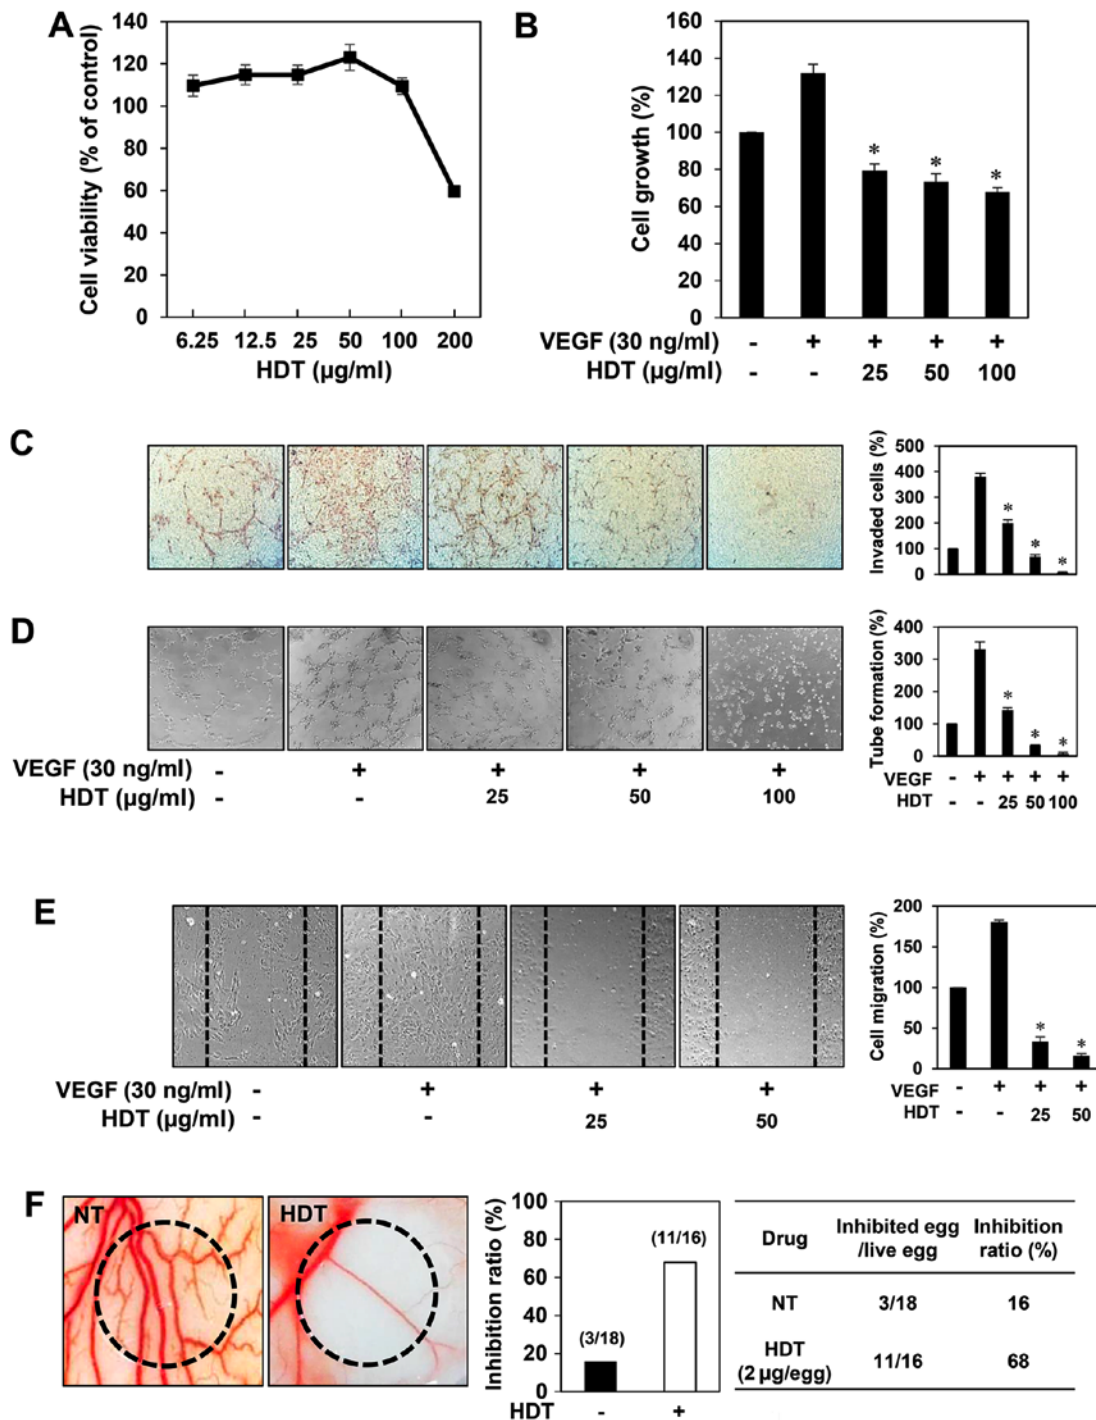 A
140
120
100
80
60
40
20
0
Cell viability (% of control)
6.25 12.5 25 50 100 200
HDT (µg/ml)
B
160
140
120
100
80
60
40
20
0
Cell growth (%)
* * *
VEGF (30 ng/ml) - + + + +
HDT (µg/ml) - - 25 50 100
C
500
400
300
200
100
0
Invaded cells (%)
* * *
D
VEGF (30 ng/ml) - + + + +
HDT (µg/ml) - - 25 50 100
400
300
200
100
0
Tube formation (%)
* * *
VEGF - + + + +
HDT - - 25 50 100
E
VEGF (30 ng/ml) - + + +
HDT (µg/ml) - - 25 50
200
150
100
50
0
Cell migration (%)
* *
VEGF - + + +
HDT - - 25 50
F
NT
HDT
100
80
60
40
20
0
Inhibition ratio (%)
(3/18)
(11/16)
HDT - +
Drug Inhibited egg /live egg Inhibition ratio (%)
NT 3/18 16
HDT (2 µg/egg) 11/16 68